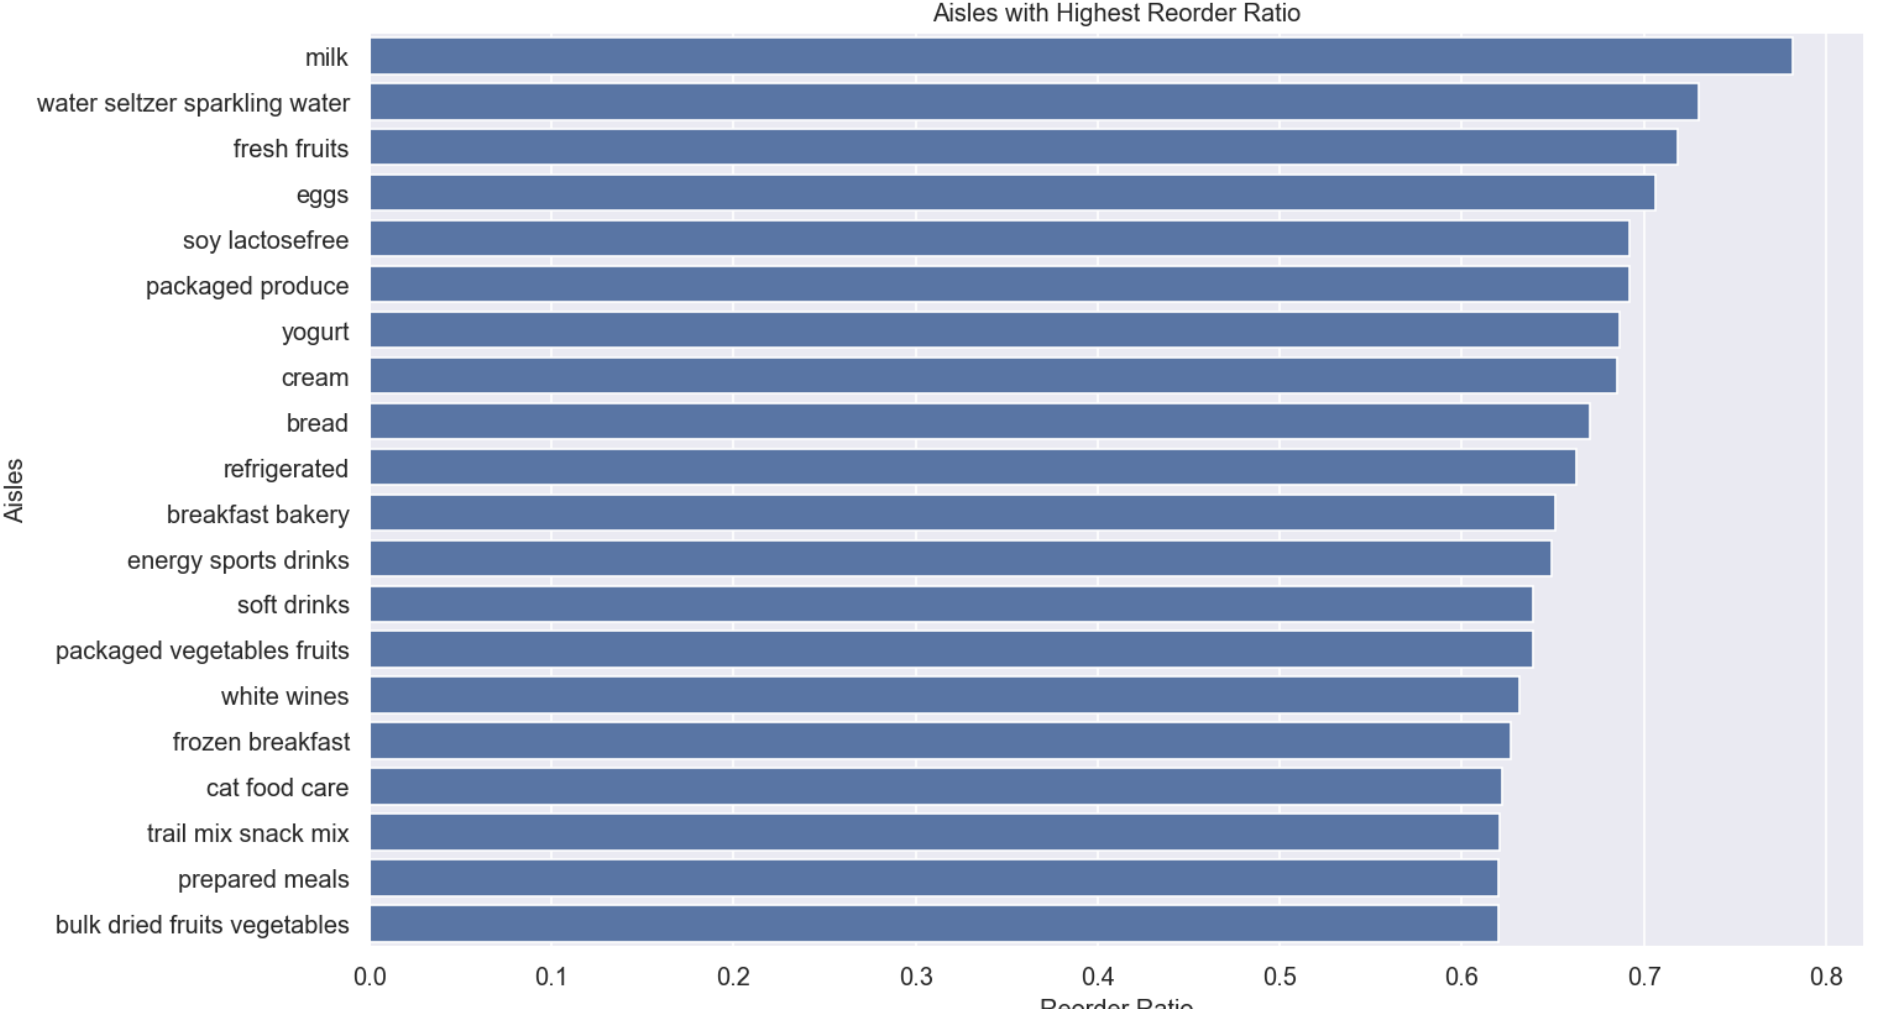 Aisles with Highest Reorder Ratio
milk
water seltzer sparkling water
fresh fruits
eggs
soy lactosefree
packaged produce
yogurt
cream
bread
refrigerated
breakfast bakery
energy sports drinks
soft drinks
packaged vegetables fruits
white wines
frozen breakfast
cat food care
trail mix snack mix
prepared meals
bulk dried fruits vegetables
Aisles
0.0 0.1 0.2 0.3 0.4 0.5 0.6 0.7 0.8
Reorder Ratio